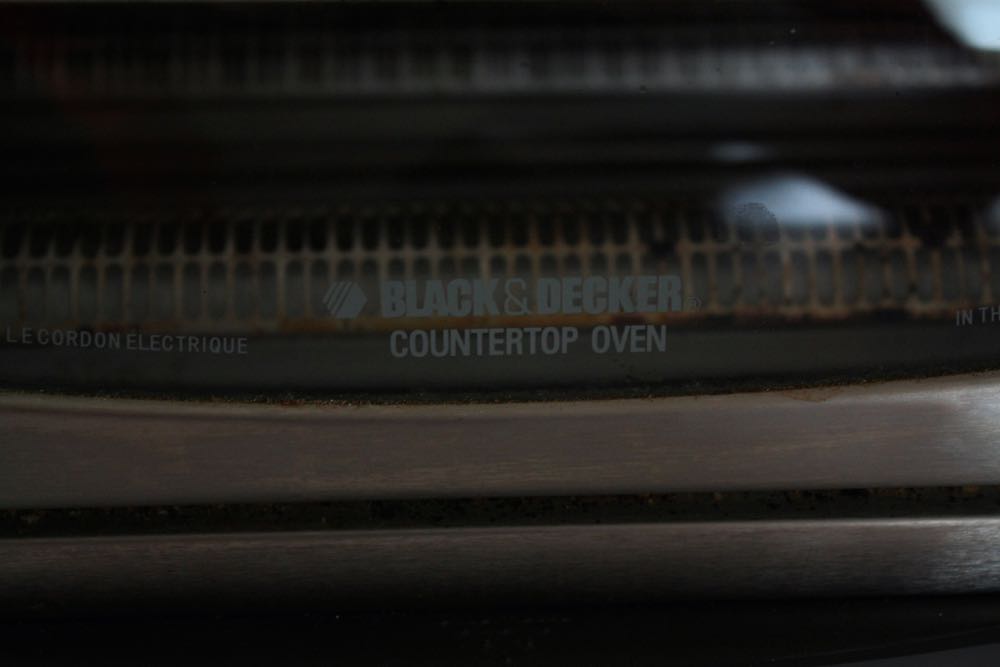 BLACK&DECKER®
COUNTERTOP OVEN
LE CORDON ELECTRIQUE
IN TH